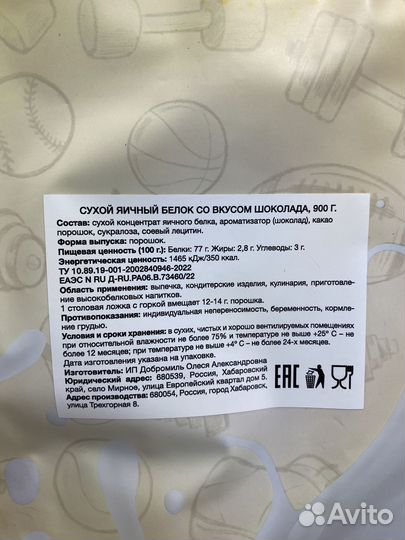 СУХОЙ ЯИЧНЫЙ БЕЛОК СО ВКУСОМ ШОКОЛАДА, 900 Г.
Состав: сухой концентрат яичного белка, ароматизатор (шоколад), какао
порошок, сукралоза, соевый лецитин.
Форма выпуска: порошок.
Пищевая ценность (100 г.): Белки: 77 г. Жиры: 2,8 г. Углеводы: 3 г.
Энергетическая ценность: 1465 кДж/350 ккал.
ТУ 10.89.19-001-2002840946-2022
ЕАЭС N RU Д-RU.РА06.В.73460/22
Область применения: выпечка, кондитерские изделия, кулинария, приготовле-
ние высокобелковых напитков.
1 столовая ложка с горкой вмещает 12-14 г. порошка.
Противопоказания: индивидуальная непереносимость, беременность, кормле-
ние грудью.
Условия и сроки хранения: в сухих, чистых и хорошо вентилируемых помещениях
при относительной влажности не более 75% и температуре не выше +25° С – не
более 12 месяцев; при температуре не выше +4° С – не более 24-х месяцев.
Дата изготовления указана на упаковке.
Изготовитель: ИП Добромиль Олеся Александровна
Юридический адрес: 680539, Россия, Хабаровский
край, село Мирное, улица Европейский квартал дом 5.
Адрес производства: 680054, Россия, город Хабаровск,
улица Трехгорная 8.
EAC
Avito